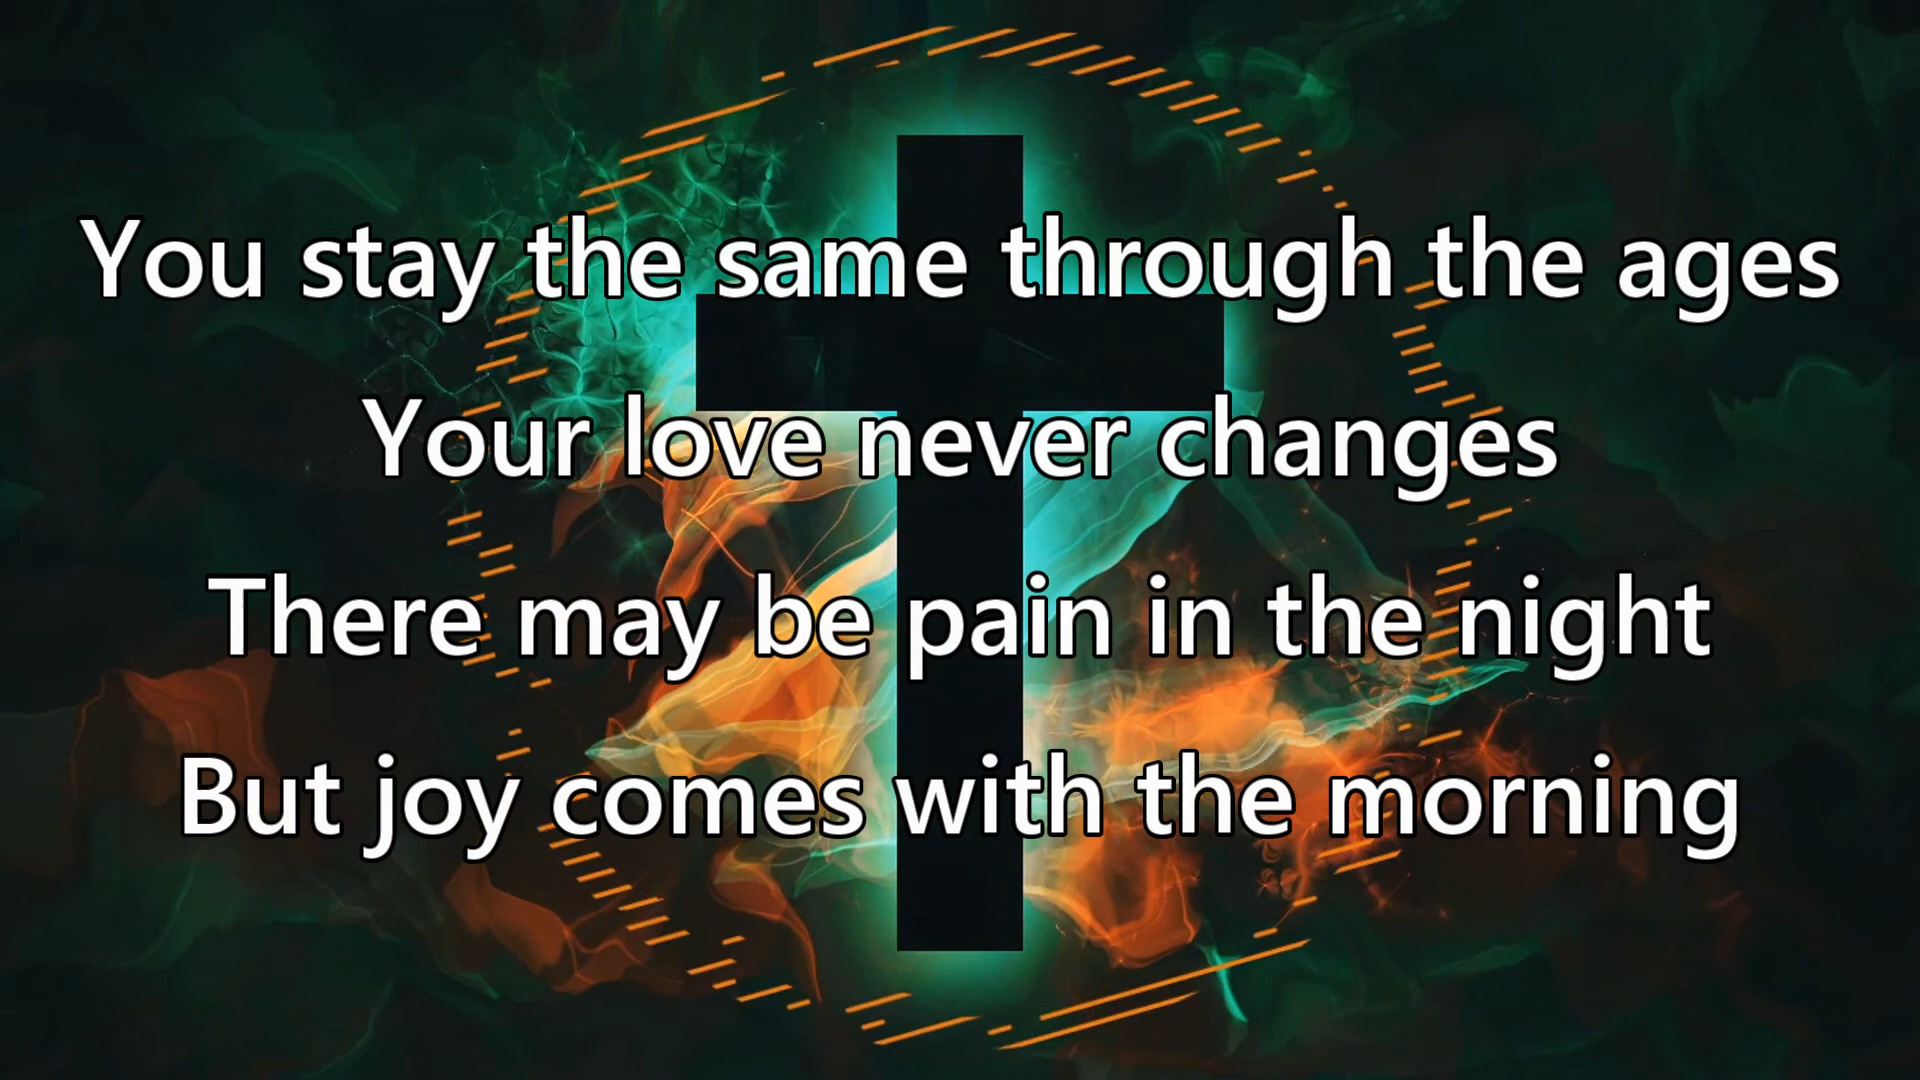 You stay the same through the ages
Your love never changes
There may be pain in the night
But joy comes with the morning